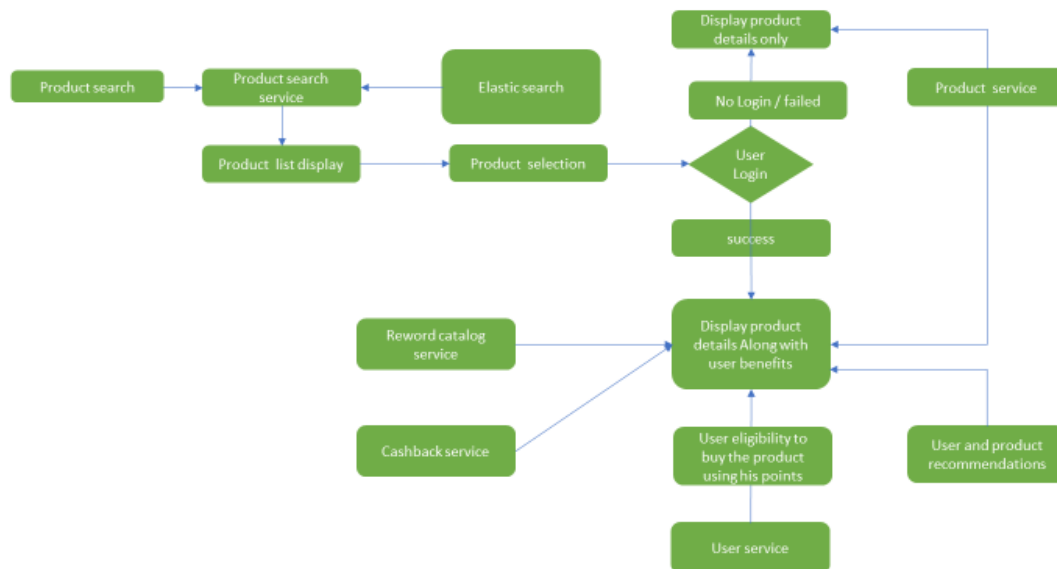 Display product
details only
Product search
Product search
service
Elastic search
No Login / failed
Product service
Product list display
Product selection
User
Login
success
Reword catalog
service
Display product
details Along with
user benefits
Cashback service
User eligibility to
buy the product
using his points
User and product
recommendations
User service